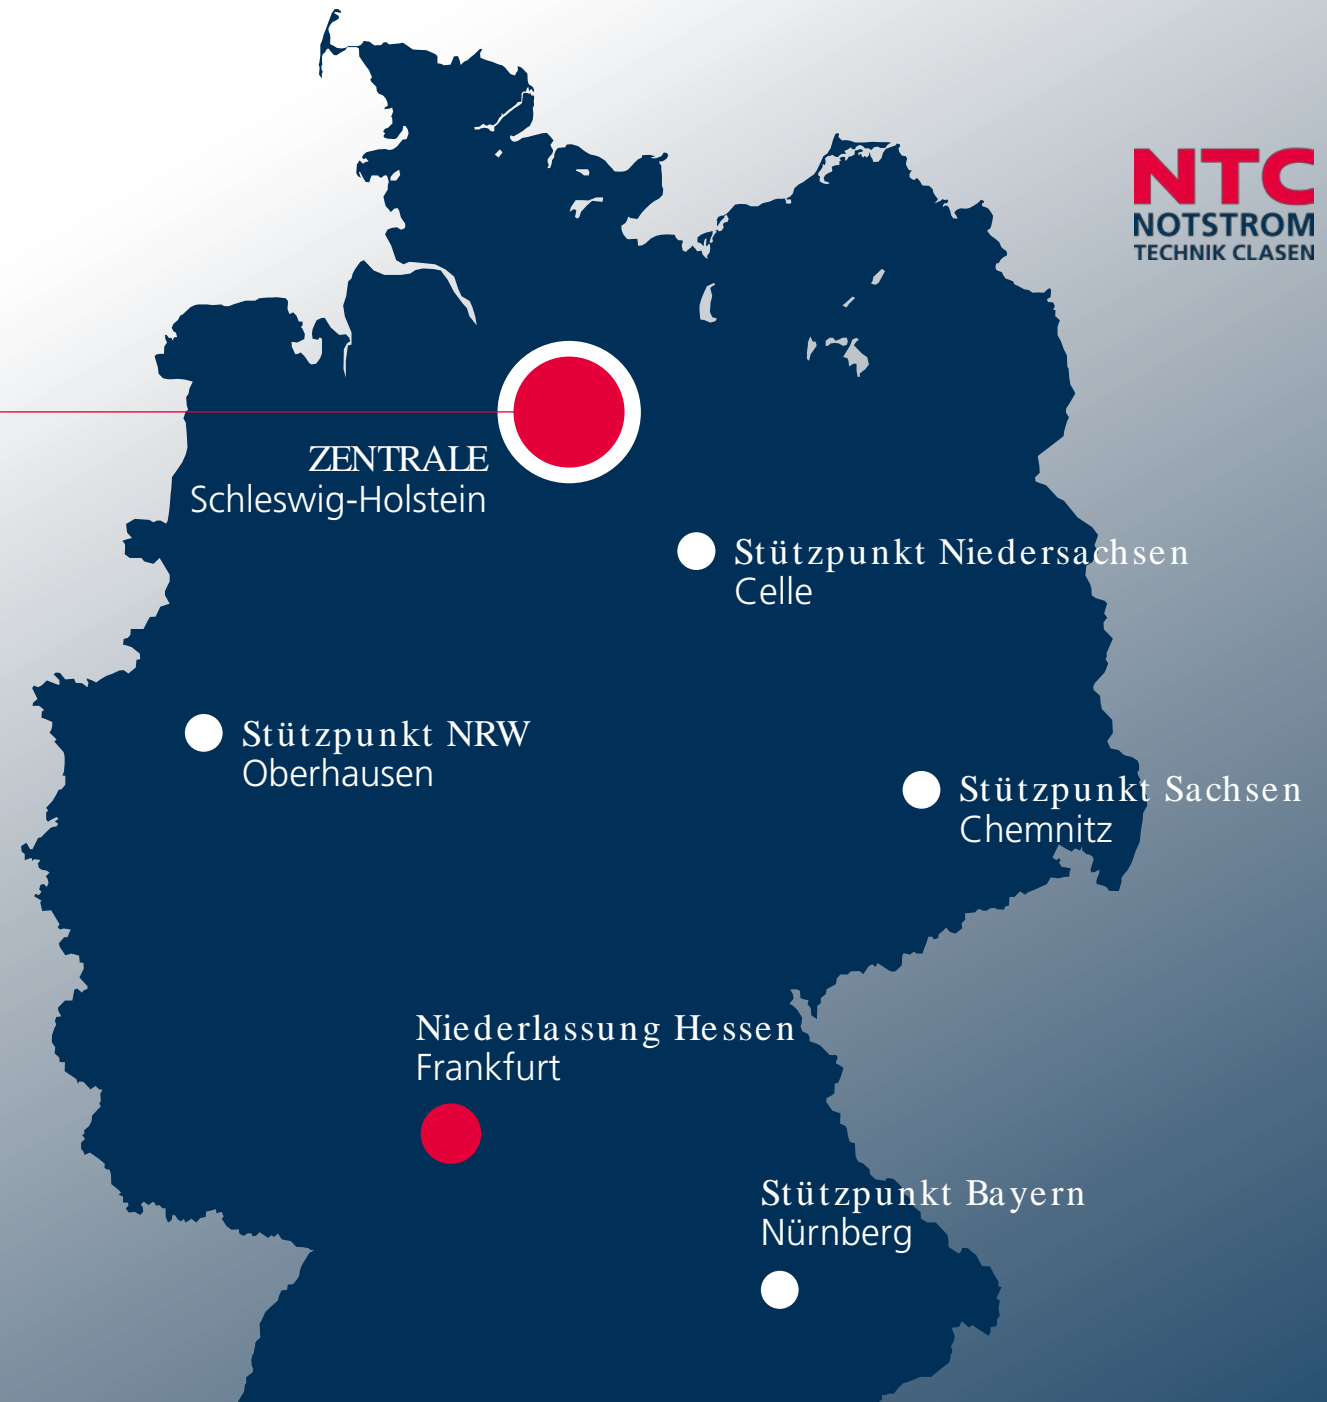 NTC
NOTSTROM
TECHNIK CLASEN
ZENTRALE
Schleswig-Holstein
Stützpunkt Niedersachsen
Celle
Stützpunkt NRW
Oberhausen
Stützpunkt Sachsen
Chemnitz
Niederlassung Hessen
Frankfurt
Stützpunkt Bayern
Nürnberg